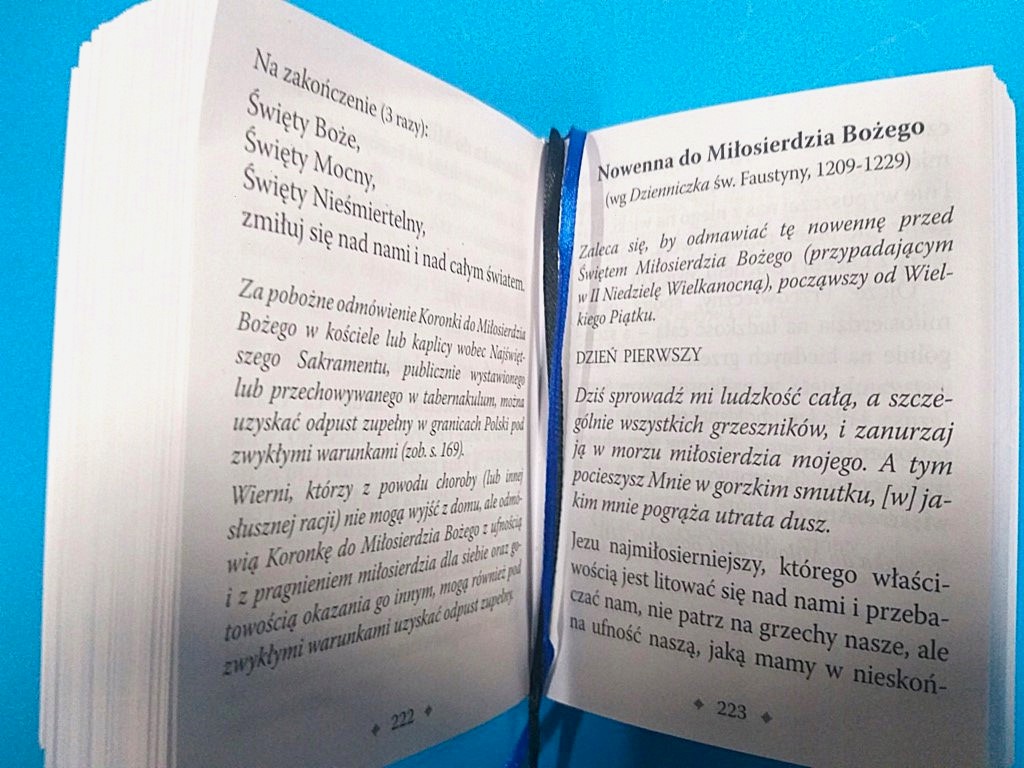 Na zakończenie (3 razy):
Święty Boże,
Święty Mocny,
Święty Nieśmiertelny,
zmiłuj się nad nami i nad całym światem.
Za pobożne odmówienie Koronki do Miłosierdzia
Bożego w kościele lub kaplicy wobec Najświęt-
szego Sakramentu, publicznie wystawionego
lub przechowywanego w tabernakulum, można
uzyskać odpust zupełny w granicach Polski pod
zwykłymi warunkami (zob. s. 169).
Wierni, którzy z powodu choroby (lub innej
słusznej racji) nie mogą wyjść z domu, ale odmó-
wią Koronkę do Miłosierdzia Bożego z ufnością
i z pragnieniem miłosierdzia dla siebie oraz go-
towością okazania go innym, mogą również pod
zwykłymi warunkami uzyskać odpust zupełny.
222
Nowenna do Miłosierdzia Bożego
(wg Dzienniczka św. Faustyny, 1209-1229)
Zaleca się, by odmawiać tę nowennę przed
Świętem Miłosierdzia Bożego (przypadającym
w II Niedzielę Wielkanocną), począwszy od Wiel-
kiego Piątku.
DZIEŃ PIERWSZY
Dziś sprowadź mi ludzkość całą, a szcze-
gólnie wszystkich grzeszników, i zanurzaj
ją w morzu miłosierdzia mojego. A tym
pocieszysz Mnie w gorzkim smutku, [w] ja-
kim mnie pogrąża utrata dusz.
Jezu najmiłosierniejszy, którego właści-
wością jest litować się nad nami i przeba-
czać nam, nie patrz na grzechy nasze, ale
na ufność naszą, jaką mamy w nieskoń-
223